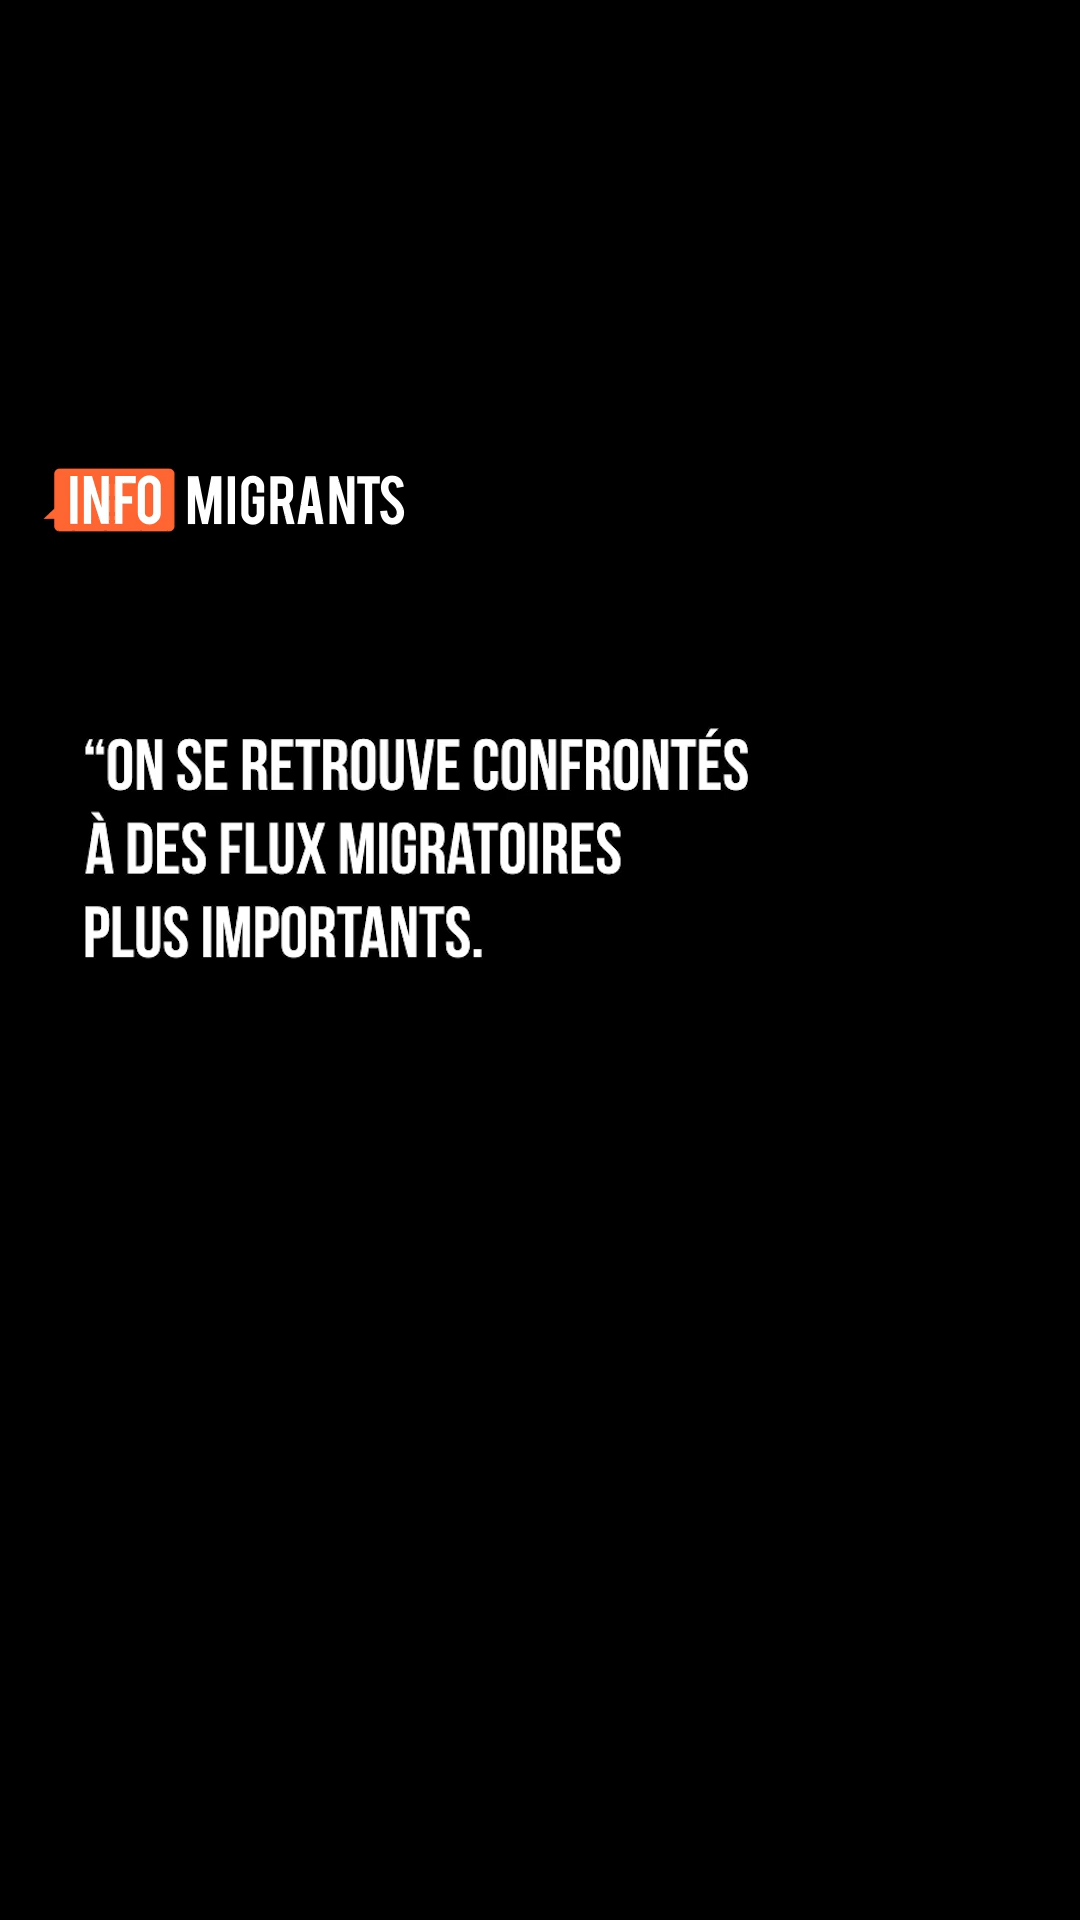 INFO MIGRANTS
“ON SE RETROUVE CONFRONTÉS
À DES FLUX MIGRATOIRES
PLUS IMPORTANTS.